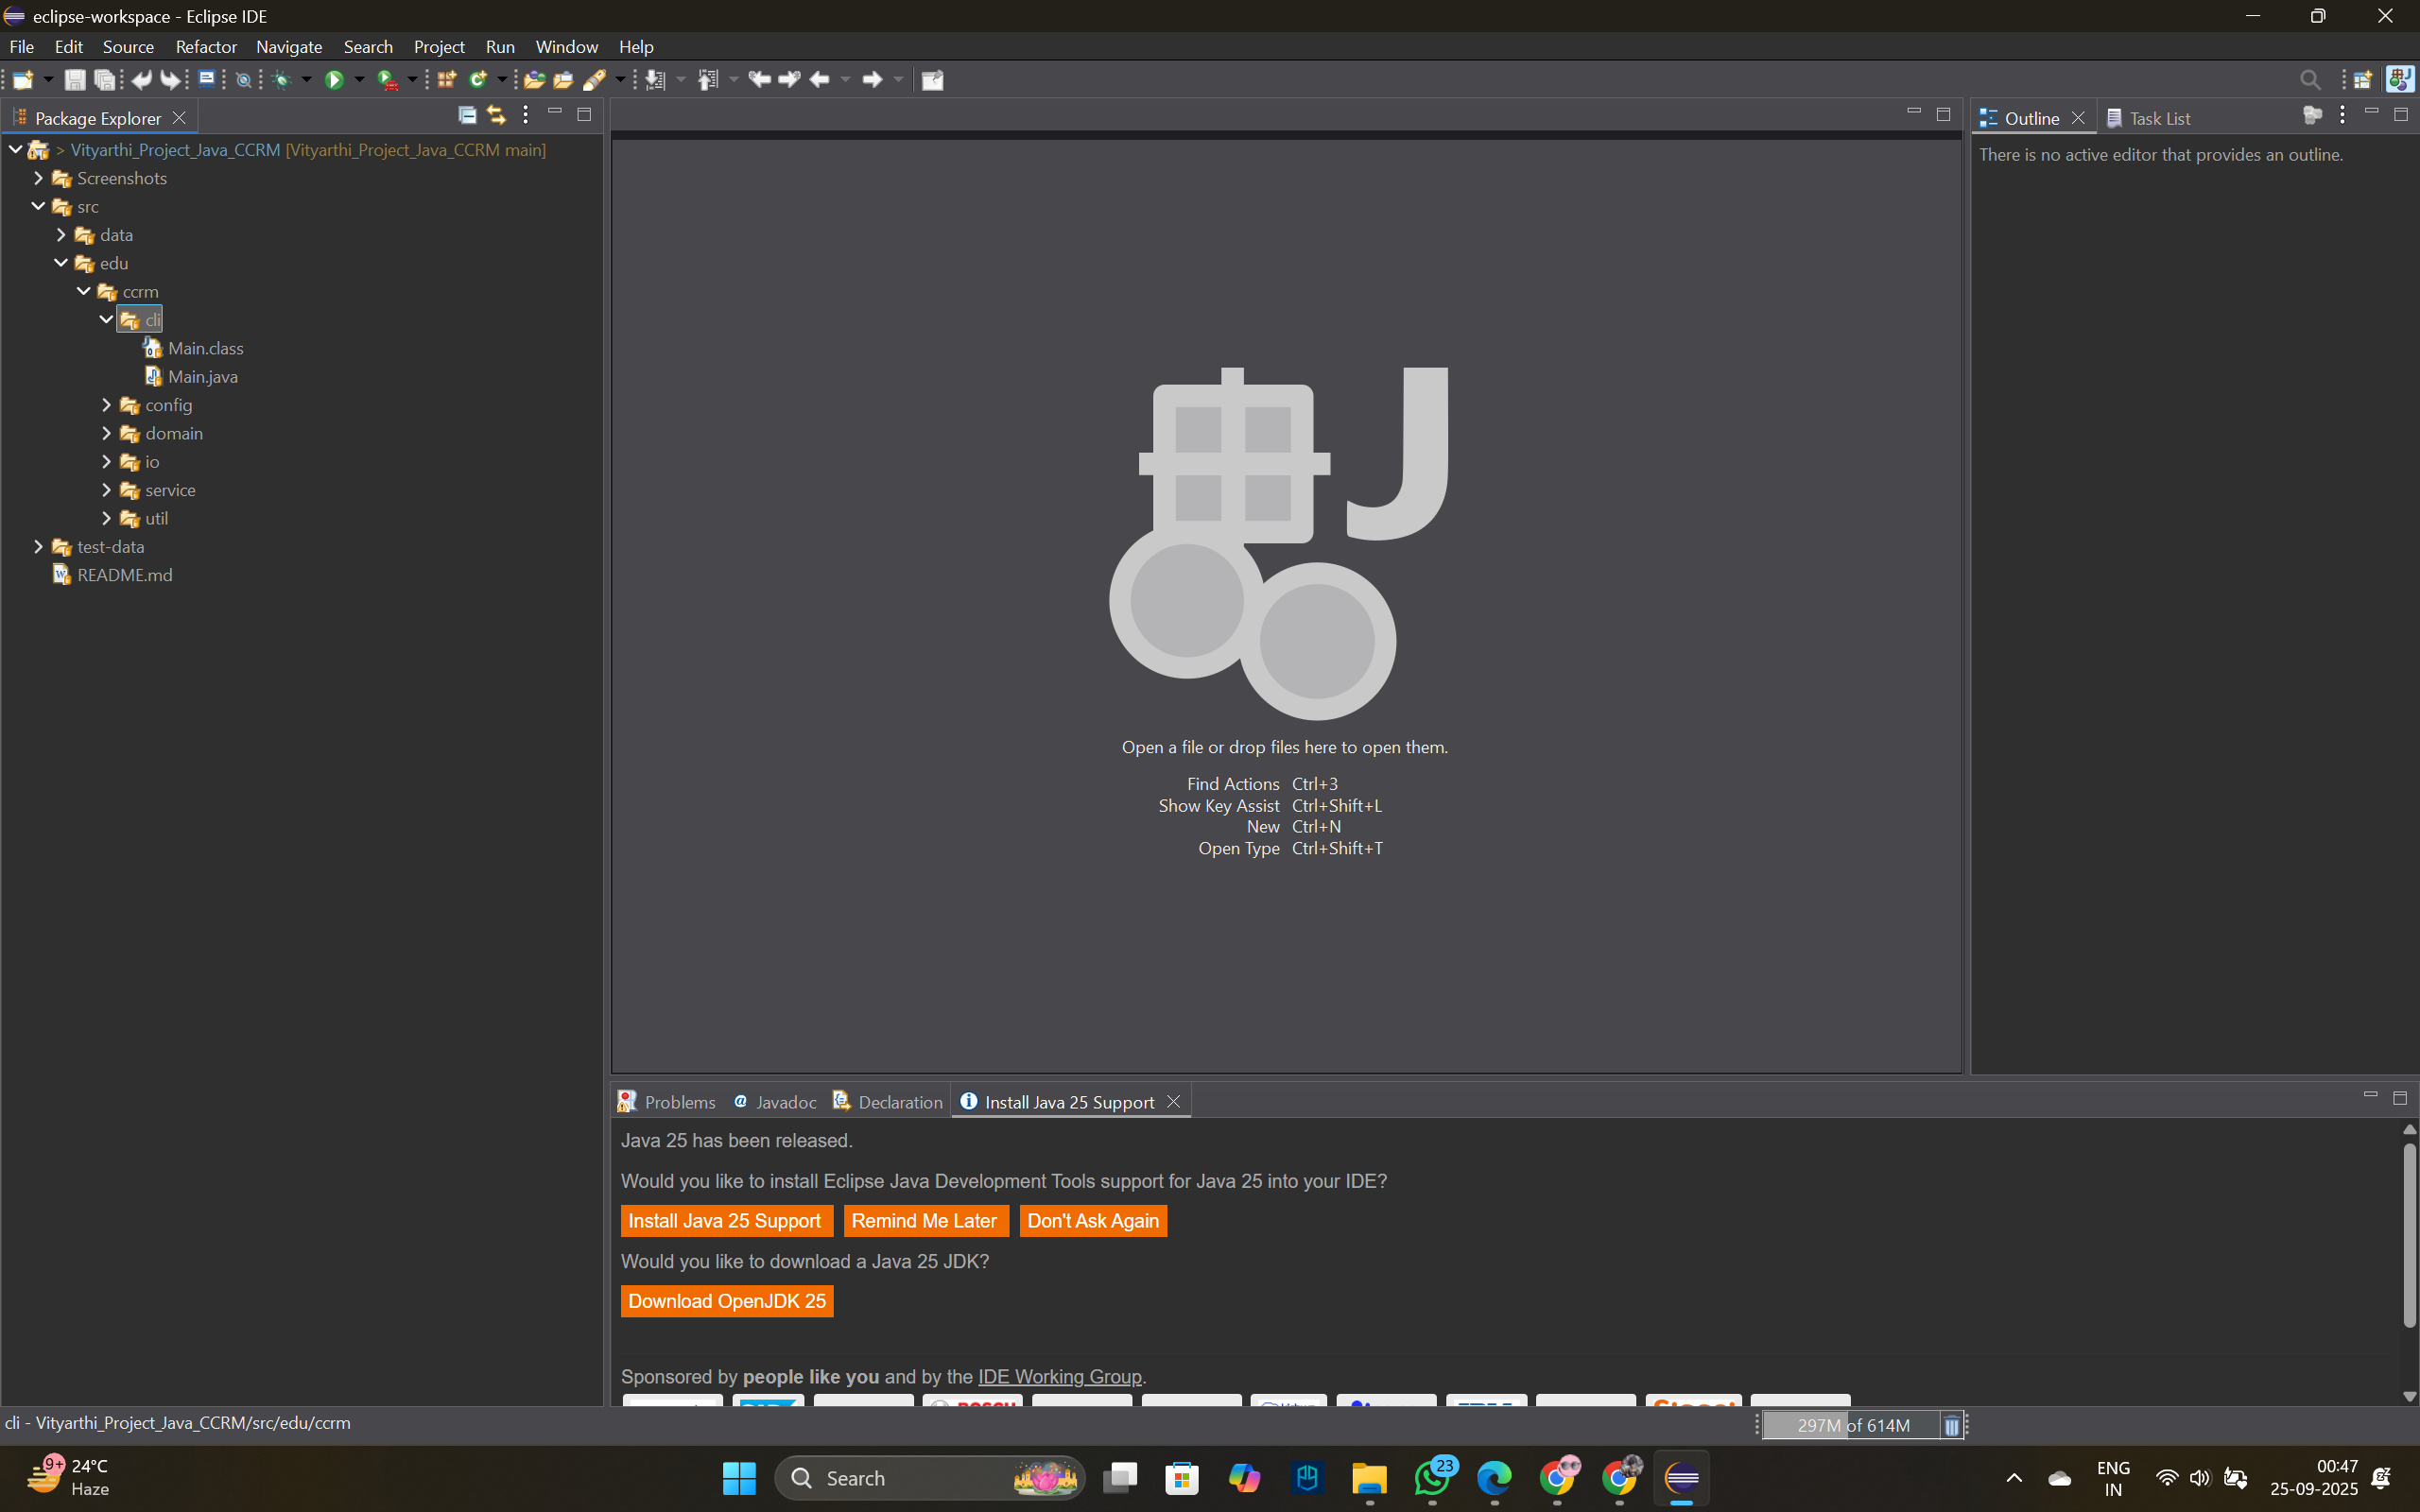 eclipse-workspace - Eclipse IDE
File Edit Source Refactor Navigate Search Project Run Window Help
Package Explorer
> Vityarthi_Project_Java_CCRM [Vityarthi_Project_Java_CCRM main]
Screenshots
src
data
edu
ccrm
cli
Main.class
Main.java
config
domain
io
service
util
test-data
README.md
Open a file or drop files here to open them.
Find Actions Ctrl+3
Show Key Assist Ctrl+Shift+L
New Ctrl+N
Open Type Ctrl+Shift+T
Outline Task List
There is no active editor that provides an outline.
Problems Javadoc Declaration Install Java 25 Support
Java 25 has been released.
Would you like to install Eclipse Java Development Tools support for Java 25 into your IDE?
Install Java 25 Support Remind Me Later Don't Ask Again
Would you like to download a Java 25 JDK?
Download OpenJDK 25
Sponsored by people like you and by the IDE Working Group.
cli - Vityarthi_Project_Java_CCRM/src/edu/ccrm
297M of 614M
9+ 24°C
Haze
Search
23
ENG
IN
00:47
25-09-2025